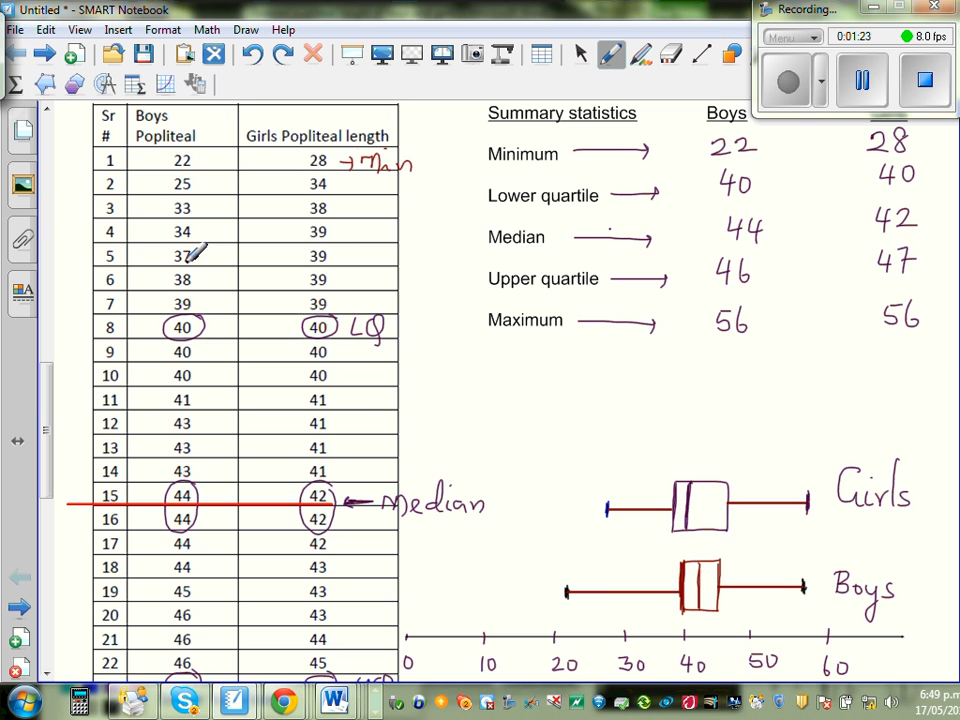 Untitled * - SMART Notebook
File Edit View Insert Format Math Draw Help
Recording...
Menu 0:01:23 8.0 fps
Sr # Boys Popliteal Girls Popliteal length
1 22 28 → Min
2 25 34
3 33 38
4 34 39
5 37 39
6 38 39
7 39 39
8 40 40 LQ
9 40 40
10 40 40
11 41 41
12 43 41
13 43 41
14 43 41
15 44 42 Median
16 44 42
17 44 42
18 44 43
19 45 43
20 46 43
21 46 44
22 46 45
Summary statistics Boys
Minimum 22 28
Lower quartile 40 40
Median 44 42
Upper quartile 46 47
Maximum 56 56
Girls
Boys
0 10 20 30 40 50 60
6:49 p.m.